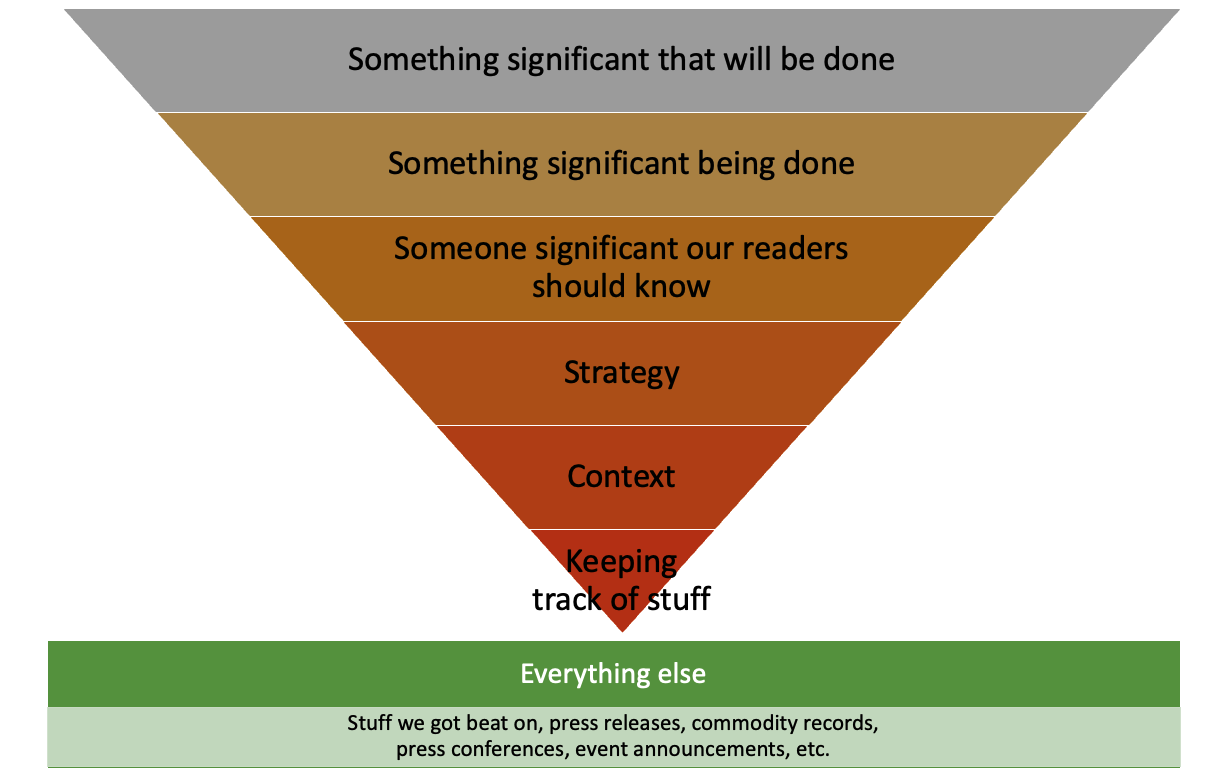 Something significant that will be done
Something significant being done
Someone significant our readers
should know
Strategy
Context
Keeping
track of stuff
Everything else
Stuff we got beat on, press releases, commodity records,
press conferences, event announcements, etc.